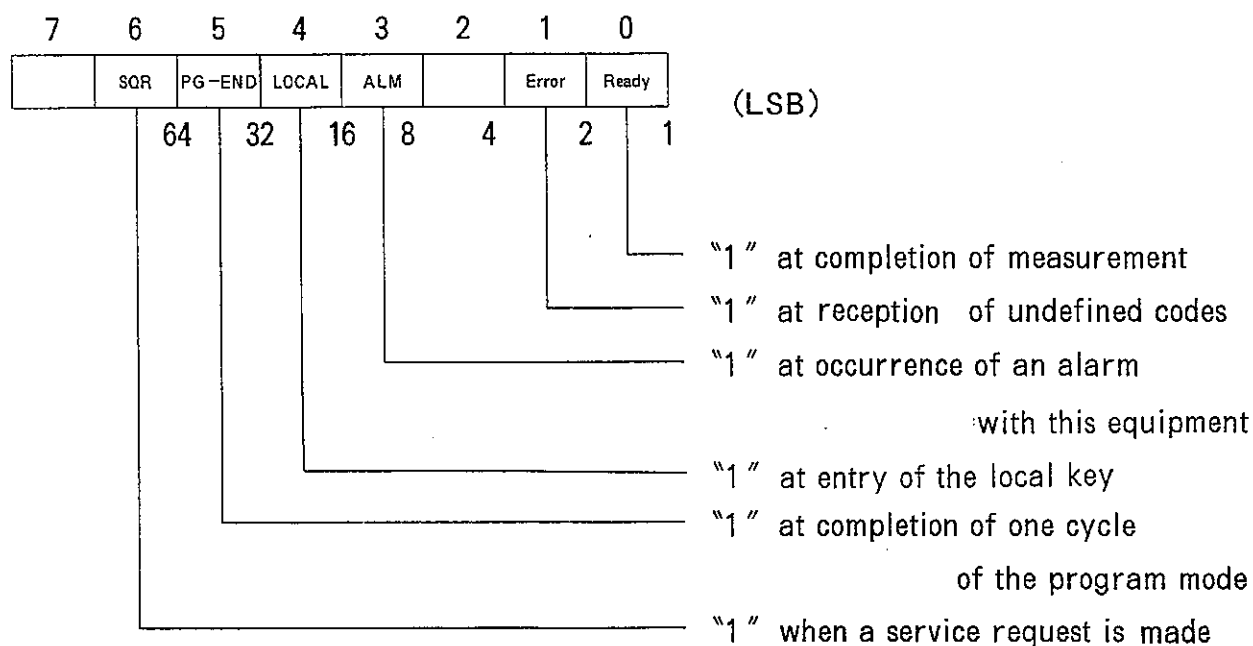 7 6 5 4 3 2 1 0
SQR PG-END LOCAL ALM Error Ready
(LSB)
64 32 16 8 4 2 1
"1" at completion of measurement
"1" at reception of undefined codes
"1" at occurrence of an alarm
with this equipment
"1" at entry of the local key
"1" at completion of one cycle
of the program mode
"1" when a service request is made